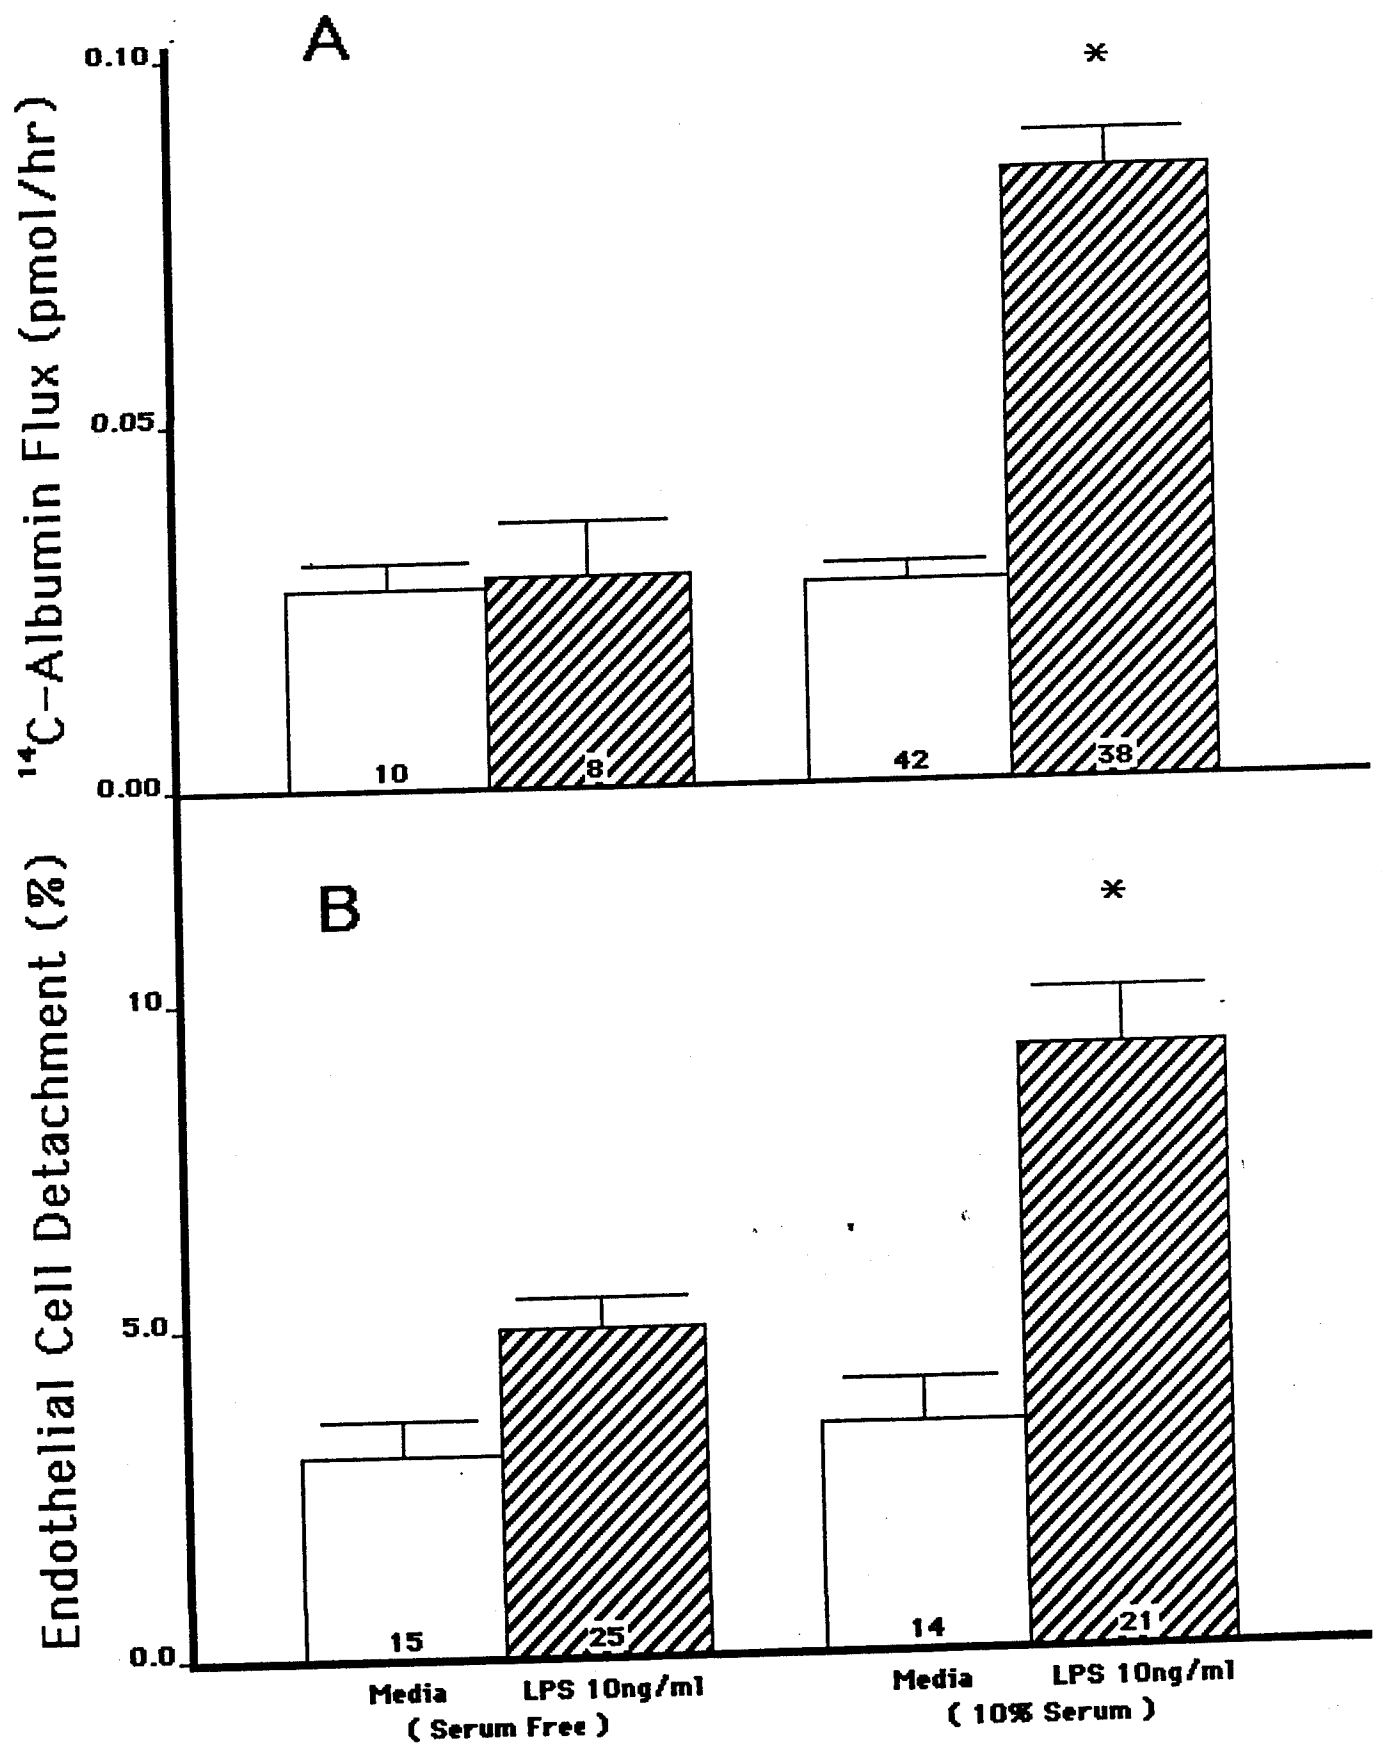 A
*
0.10
0.05
0.00
¹⁴C-Albumin Flux (pmol/hr)
10
8
42
38
B
*
10
5.0
0.0
Endothelial Cell Detachment (%)
15
25
14
21
Media
LPS 10ng/ml
Media
LPS 10ng/ml
( Serum Free )
( 10% Serum )